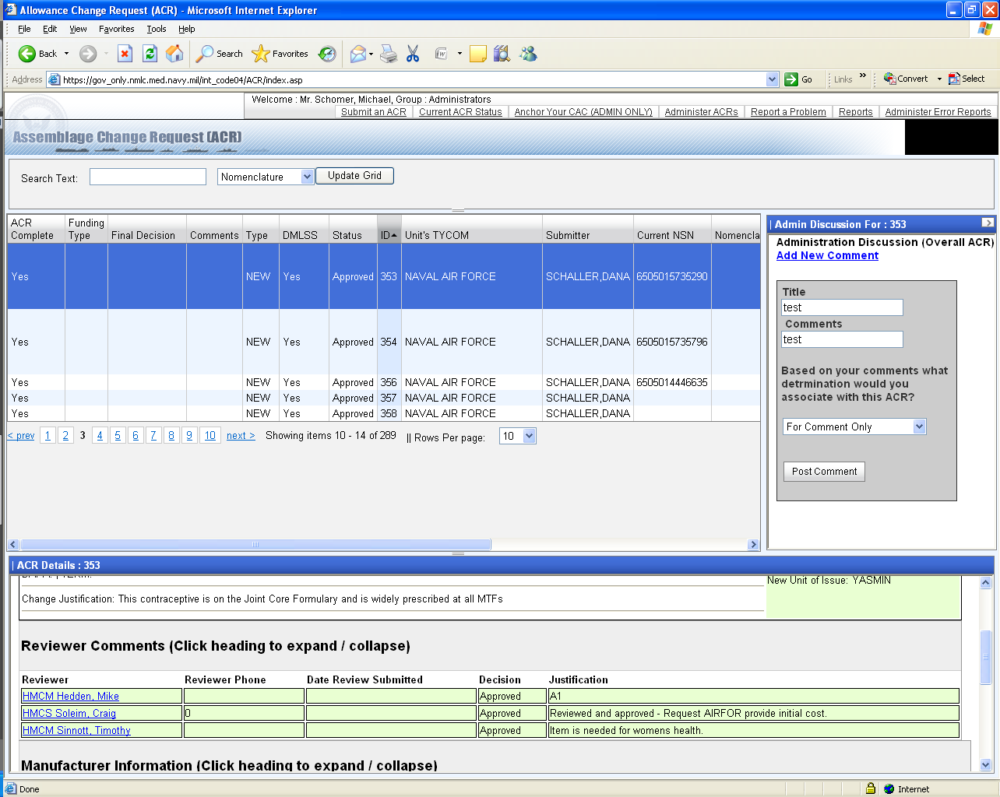 Allowance Change Request (ACR) - Microsoft Internet Explorer
File Edit View Favorites Tools Help
Back Search Favorites
Address https://gov_only.nmlc.med.navy.mil/int_code04/ACR/index.asp Go Links » Convert Select
Welcome : Mr. Schomer, Michael, Group : Administrators
Submit an ACR Current ACR Status Anchor Your CAC (ADMIN ONLY) Administer ACRs Report a Problem Reports Administer Error Reports
Assemblage Change Request (ACR)
Search Text: Nomenclature Update Grid
ACR Complete Funding Type Final Decision Comments Type DMLSS Status ID Unit's TYCOM Submitter Current NSN Nomencla
Yes NEW Yes Approved 353 NAVAL AIR FORCE SCHALLER,DANA 6505015735290
Yes NEW Yes Approved 354 NAVAL AIR FORCE SCHALLER,DANA 6505015735796
Yes NEW Yes Approved 356 NAVAL AIR FORCE SCHALLER,DANA 6505014446635
Yes NEW Yes Approved 357 NAVAL AIR FORCE SCHALLER,DANA
Yes NEW Yes Approved 358 NAVAL AIR FORCE SCHALLER,DANA
< prev 1 2 3 4 5 6 7 8 9 10 next > Showing items 10 - 14 of 289 || Rows Per page: 10
Admin Discussion For : 353
Administration Discussion (Overall ACR)
Add New Comment
Title
test
Comments
test
Based on your comments what
detrmination would you
associate with this ACR?
For Comment Only
Post Comment
ACR Details : 353
New Unit of Issue: YASMIN
Change Justification: This contraceptive is on the Joint Core Formulary and is widely prescribed at all MTFs
Reviewer Comments (Click heading to expand / collapse)
Reviewer Reviewer Phone Date Review Submitted Decision Justification
HMCM Hedden, Mike Approved A1
HMCS Soleim, Craig 0 Approved Reviewed and approved - Request AIRFOR provide initial cost.
HMCM Sinnott, Timothy Approved Item is needed for womens health.
Manufacturer Information (Click heading to expand / collapse)
Done Internet